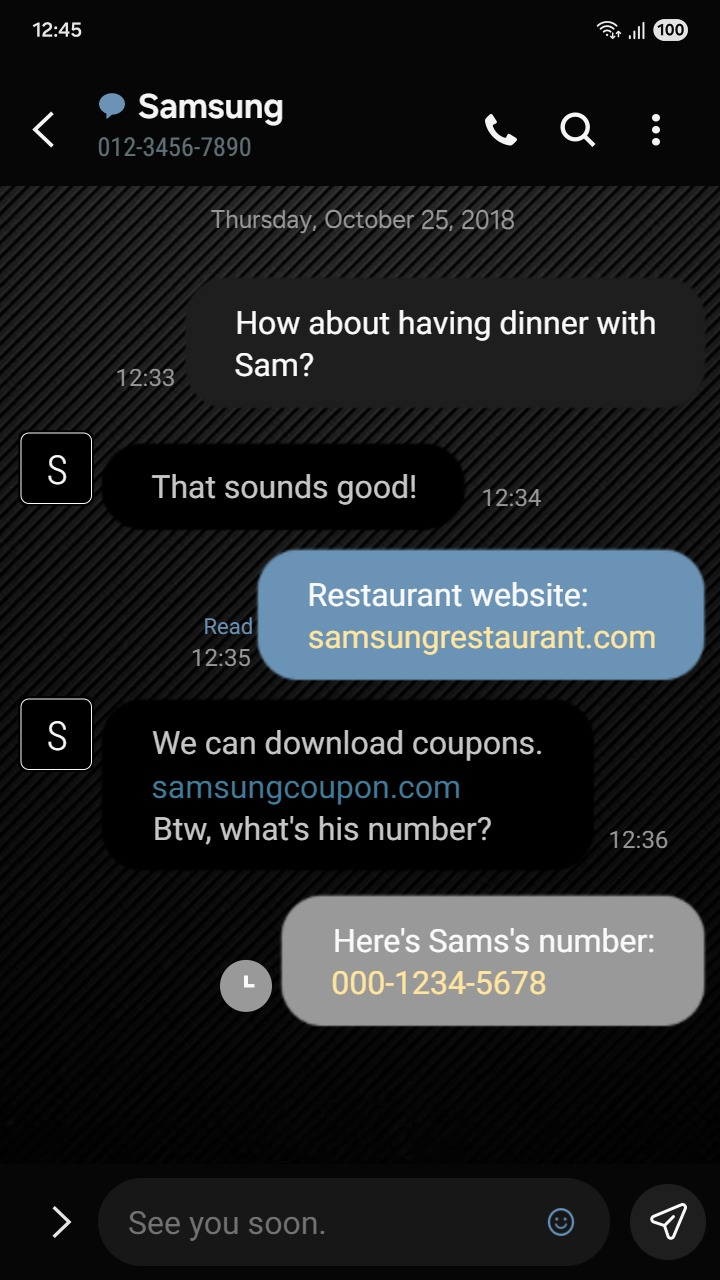 12:45
100
Samsung
012-3456-7890
Thursday, October 25, 2018
How about having dinner with
Sam?
12:33
S
That sounds good!
12:34
Restaurant website:
samsungrestaurant.com
Read
12:35
S
We can download coupons.
samsungcoupon.com
Btw, what's his number?
12:36
Here's Sams's number:
000-1234-5678
See you soon.